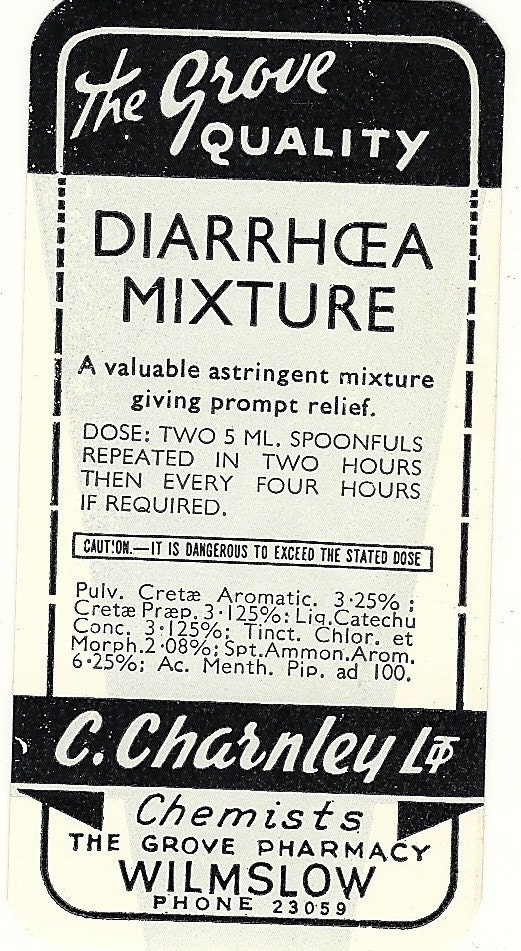 The Grove
QUALITY
DIARRHŒA
MIXTURE
A valuable astringent mixture
giving prompt relief.
DOSE: TWO 5 ML. SPOONFULS
REPEATED IN TWO HOURS
THEN EVERY FOUR HOURS
IF REQUIRED.
CAUTION.—IT IS DANGEROUS TO EXCEED THE STATED DOSE
Pulv. Cretæ Aromatic. 3·25% ;
Cretæ Præp. 3·125%: Liq.Catechu
Conc. 3·125%; Tinct. Chlor. et
Morph.2·08%; Spt.Ammon.Arom.
6·25%; Ac. Menth. Pip. ad 100.
C. Charnley LTD
Chemists
THE GROVE PHARMACY
WILMSLOW
PHONE 23059